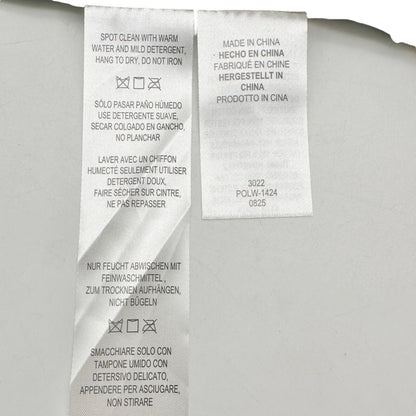 SPOT CLEAN WITH WARM
WATER AND MILD DETERGENT,
HANG TO DRY, DO NOT IRON
SÓLO PASAR PAÑO HÚMEDO
USE DETERGENTE SUAVE,
SECAR COLGADO EN GANCHO,
NO PLANCHAR
LAVER AVEC UN CHIFFON
HUMECTÉ SEULEMENT UTILISER
DETERGENT DOUX,
FAIRE SÉCHER SUR CINTRE,
NE PAS REPASSER
NUR FEUCHT ABWISCHEN MIT
FEINWASCHMITTEL ,
ZUM TROCKNEN AUFHÄNGEN,
NICHT BÜGELN
SMACCHIARE SOLO CON
TAMPONE UMIDO CON
DETERSIVO DELICATO,
APPENDERE PER ASCIUGARE,
NON STIRARE
MADE IN CHINA
HECHO EN CHINA
FABRIQUÉ EN CHINE
HERGESTELLT IN
CHINA
PRODOTTO IN CINA
3022
POLW-1424
0825